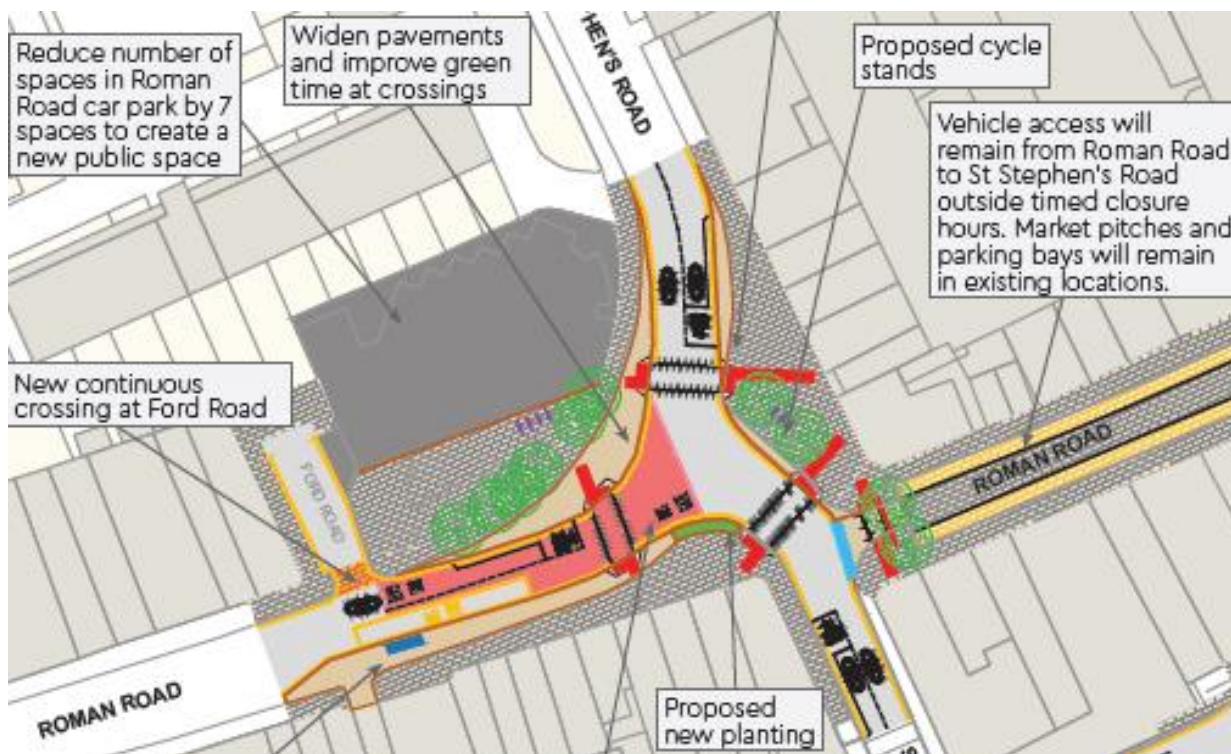 Reduce number of
spaces in Roman
Road car park by 7
spaces to create a
new public space
Widen pavements
and improve green
time at crossings
HEN'S ROAD
Proposed cycle
stands
Vehicle access will
remain from Roman Road
to St Stephen's Road
outside timed closure
hours. Market pitches and
parking bays will remain
in existing locations.
New continuous
crossing at Ford Road
FORD ROAD
ROMAN ROAD
ROMAN ROAD
Proposed
new planting